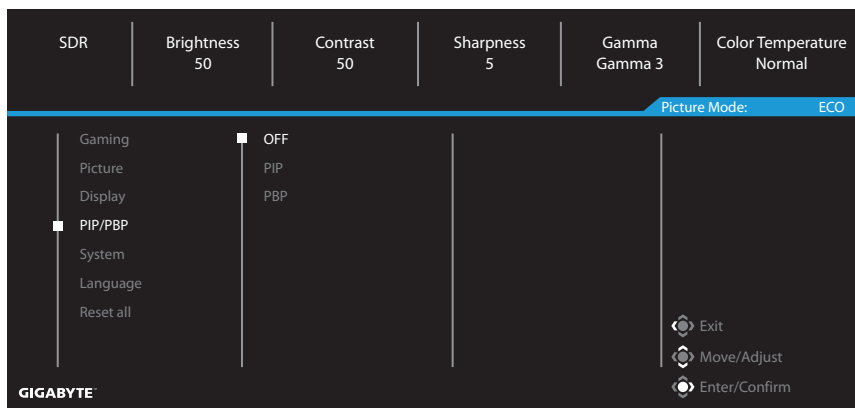 SDR
Brightness
50
Contrast
50
Sharpness
5
Gamma
Gamma 3
Color Temperature
Normal
Picture Mode: ECO
Gaming
Picture
Display
PIP/PBP
System
Language
Reset all
OFF
PIP
PBP
Exit
Move/Adjust
Enter/Confirm
GIGABYTE™